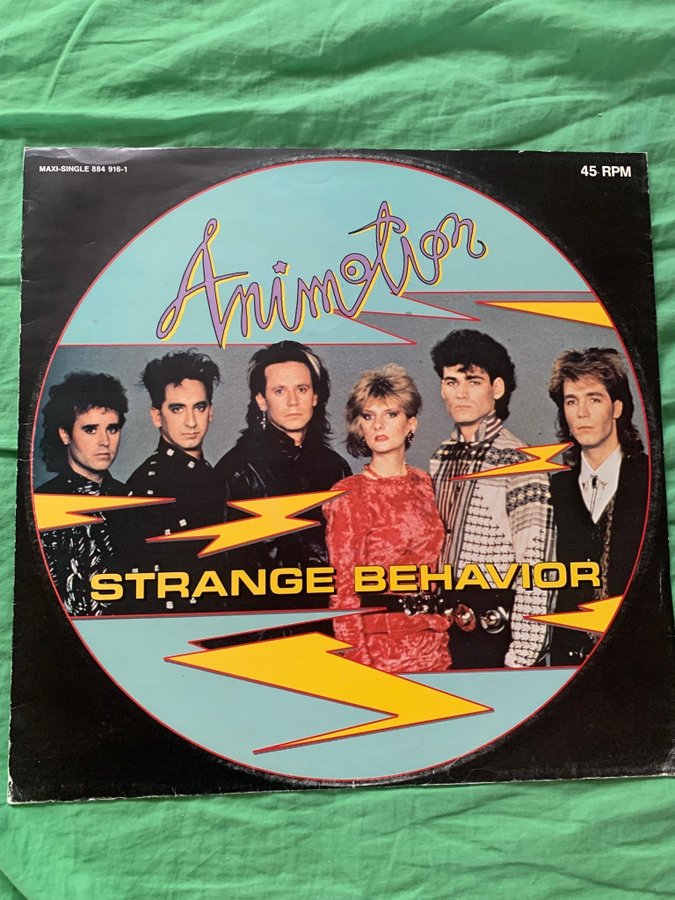 MAXI-SINGLE 884 916-1
45 RPM
Animotion
STRANGE BEHAVIOR